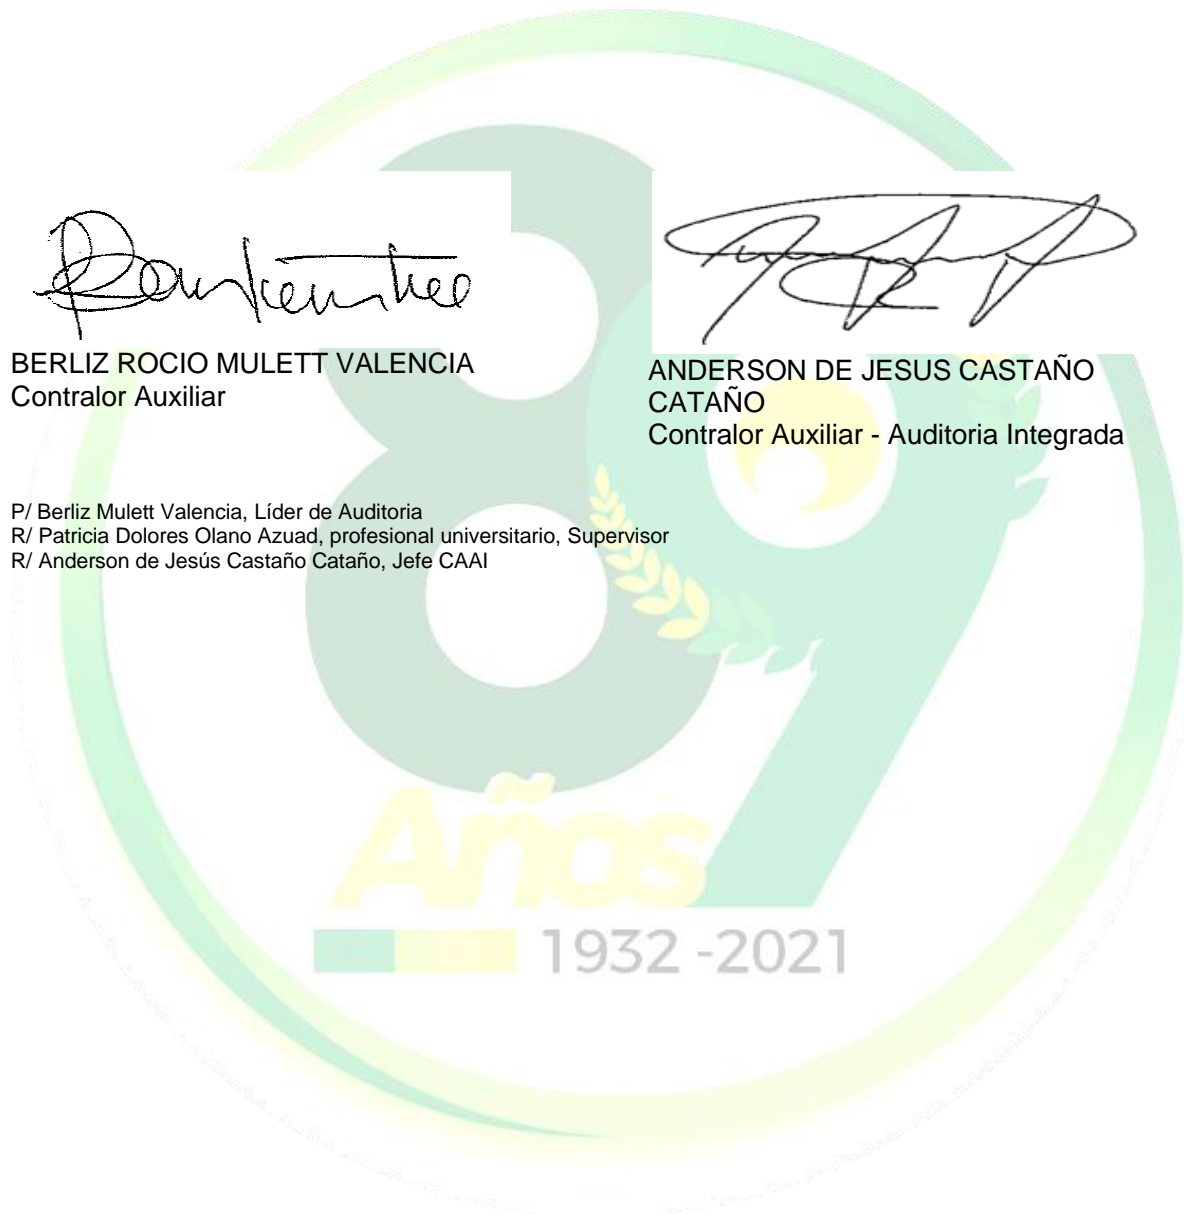 BERLIZ ROCIO MULETT VALENCIA
Contralor Auxiliar
ANDERSON DE JESUS CASTAÑO
CATAÑO
Contralor Auxiliar - Auditoria Integrada
P/ Berliz Mulett Valencia, Líder de Auditoria
R/ Patricia Dolores Olano Azuad, profesional universitario, Supervisor
R/ Anderson de Jesús Castaño Cataño, Jefe CAAI
89
Años
1932 -2021